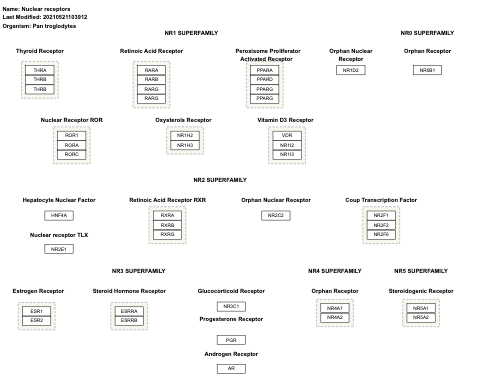 Name: Nuclear receptors
Last Modified: 20210521103912
Organism: Pan troglodytes
NR1 SUPERFAMILY
NR0 SUPERFAMILY
Thyroid Receptor
Retinoic Acid Receptor
Peroxisome Proliferator
Activated Receptor
Orphan Nuclear
Receptor
Orphan Receptor
THRA
THRB
THRB
RARA
RARB
RARG
RARG
PPARA
PPARD
PPARG
PPARG
NR1D2
NR0B1
Nuclear Receptor ROR
Oxysterols Receptor
Vitamin D3 Receptor
ROR1
RORA
RORC
NR1H2
NR1H3
VDR
NR1I2
NR1I3
NR2 SUPERFAMILY
Hepatocyte Nuclear Factor
Retinoic Acid Receptor RXR
Orphan Nuclear Receptor
Coup Transcription Factor
HNF4A
RXRA
RXRB
RXRG
NR2C2
NR2F1
NR2F2
NR2F6
Nuclear receptor TLX
NR2E1
NR3 SUPERFAMILY
NR4 SUPERFAMILY
NR5 SUPERFAMILY
Estrogen Receptor
Steroid Hormone Receptor
Glucocorticoid Receptor
Orphan Receptor
Steroidogenic Receptor
ESR1
ESR2
ESRRA
ESRRB
NR3C1
NR4A1
NR4A2
NR5A1
NR5A2
Progesterone Receptor
PGR
Androgen Receptor
AR